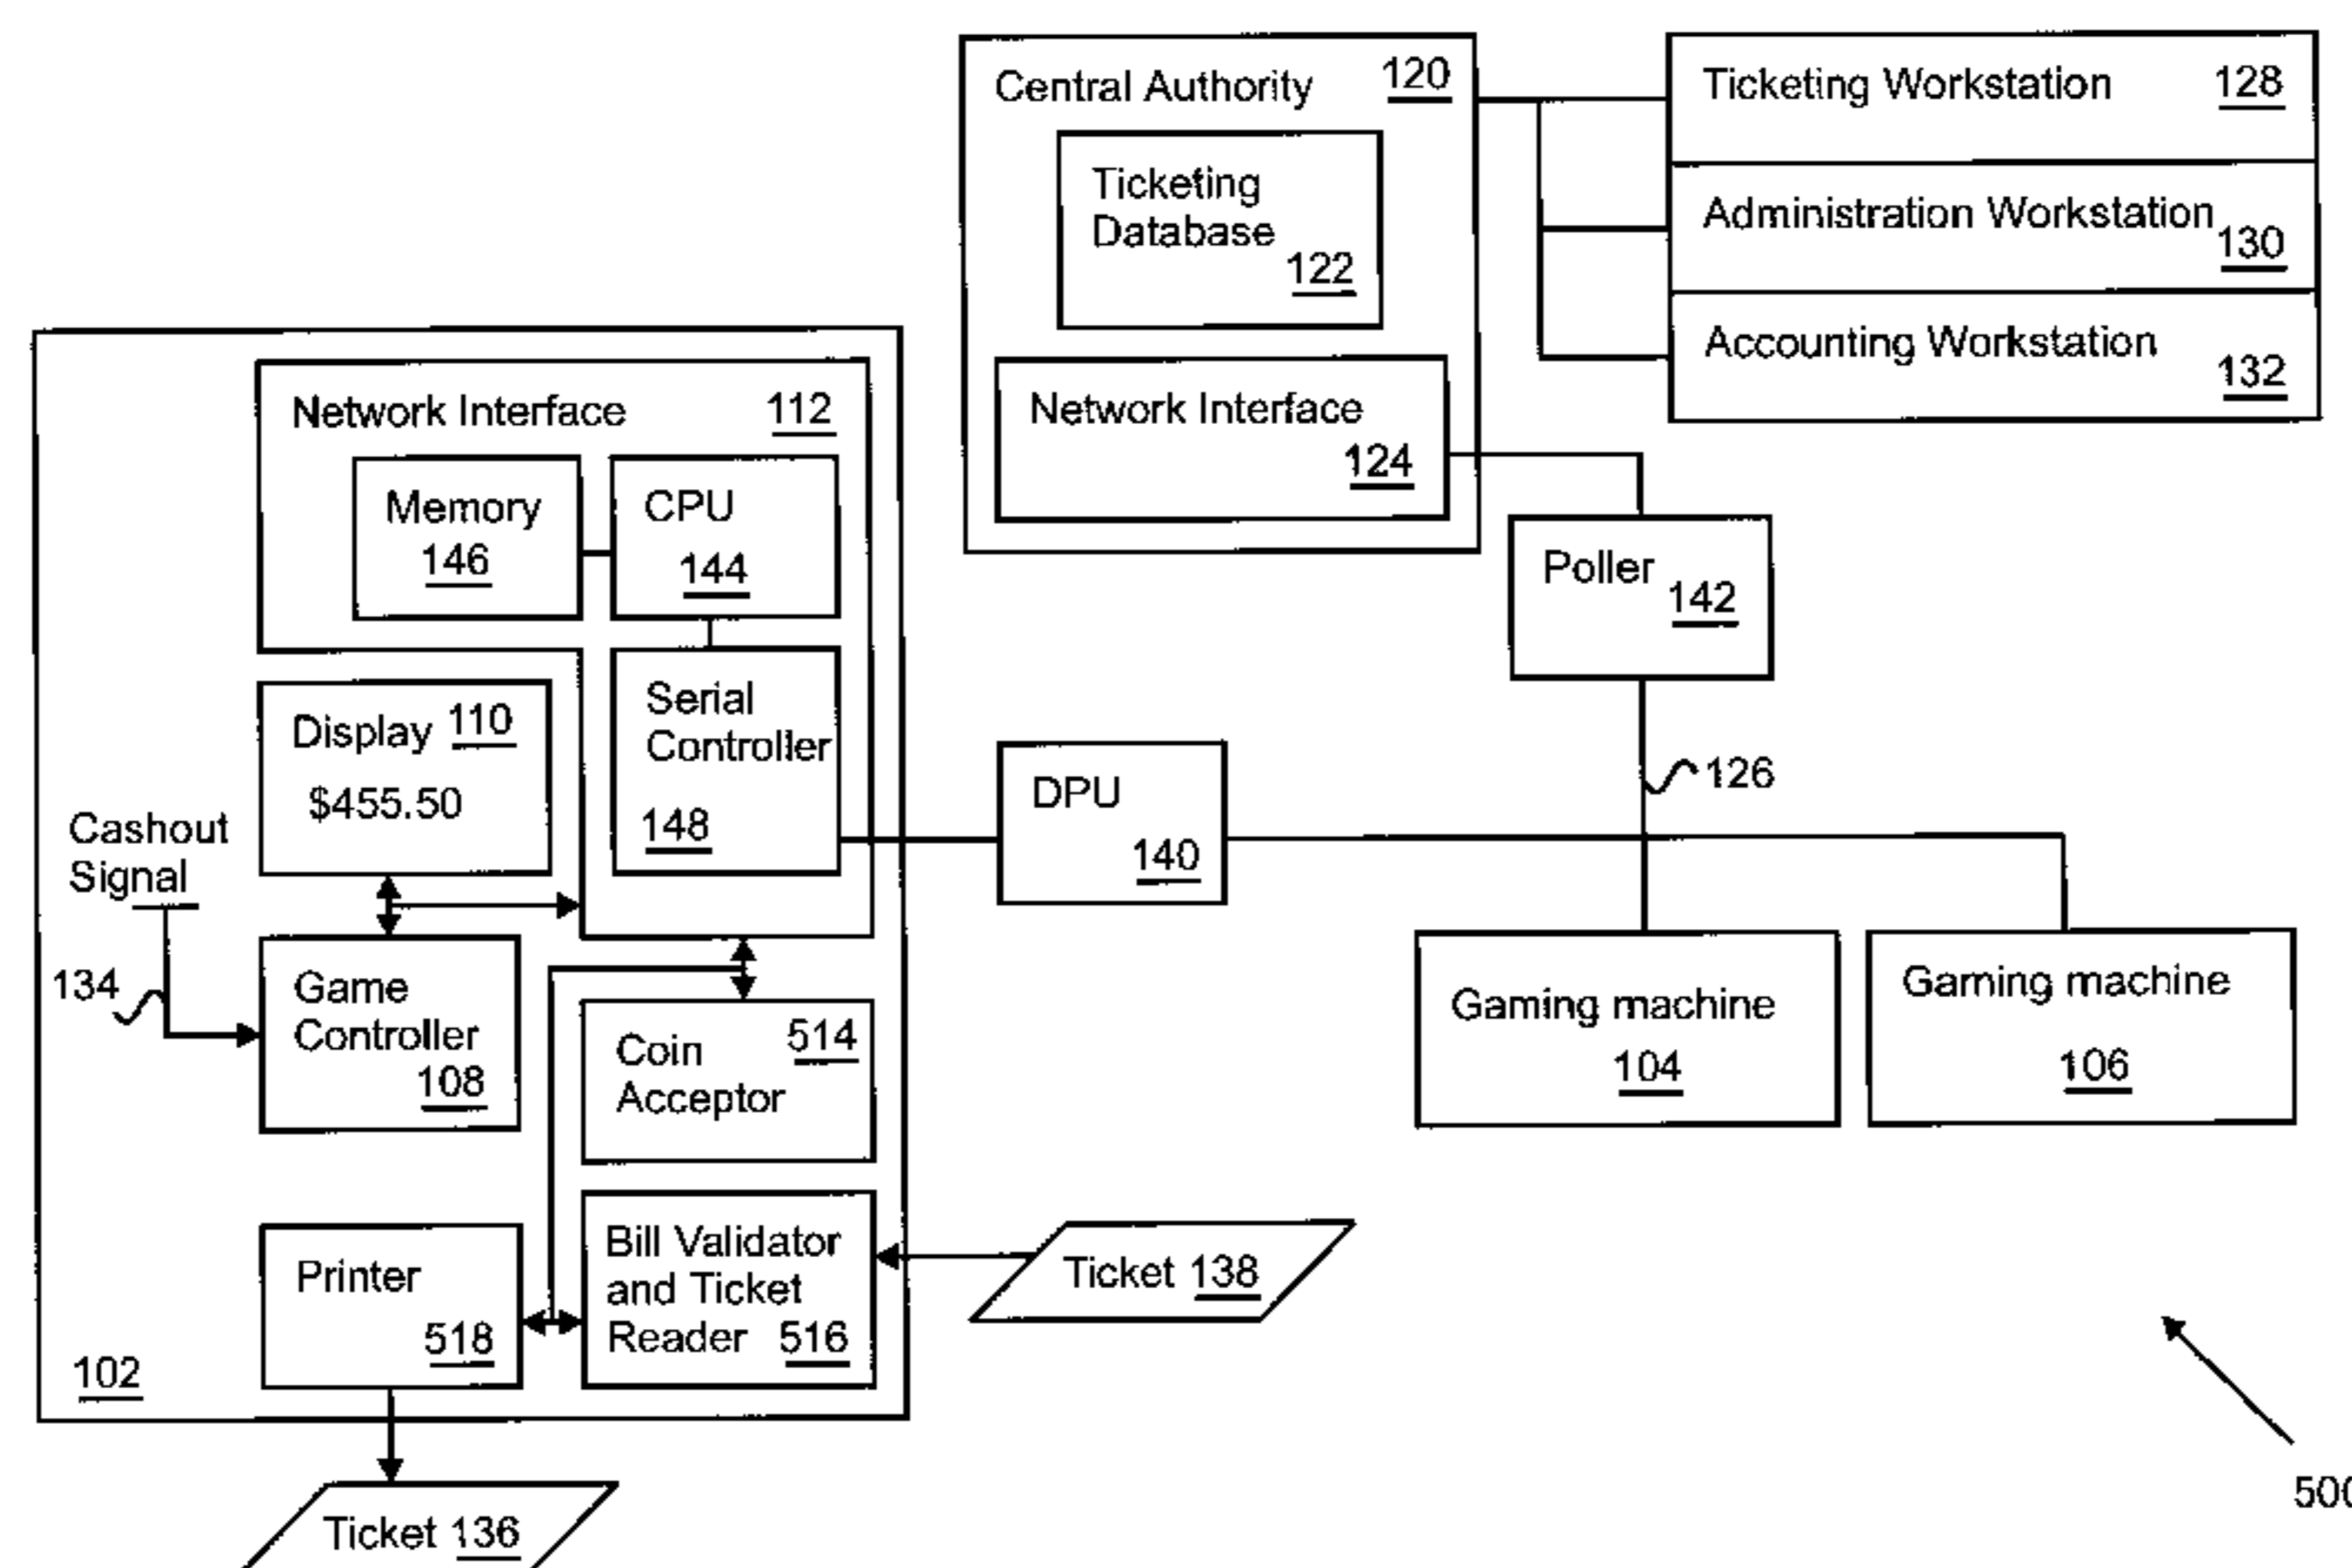 Central Authority 120
Ticketing
Database
122
Network Interface
124
Ticketing Workstation 128
Administration Workstation
130
Accounting Workstation
132
Network Interface 112
Memory
146
CPU
144
Serial
Controller
148
Display 110
$455.50
Cashout
Signal
134
Game
Controller
108
Coin
Acceptor
514
Printer
518
Bill Validator
and Ticket
Reader 516
102
DPU
140
Poller
142
126
Gaming machine
104
Gaming machine
106
Ticket 138
Ticket 136
500